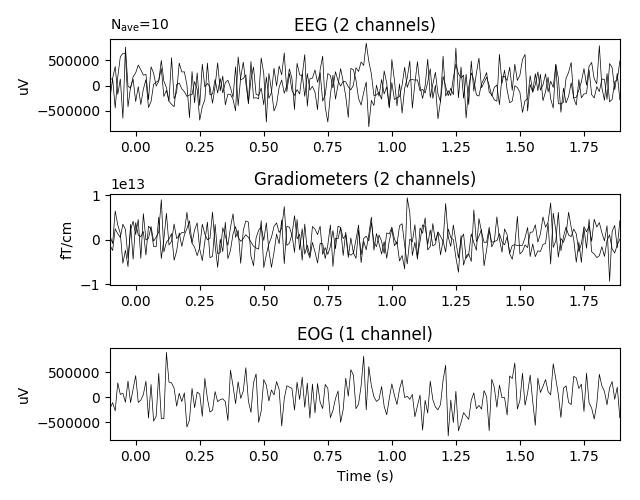 N_ave=10
EEG (2 channels)
500000
0
−500000
uV
0.00 0.25 0.50 0.75 1.00 1.25 1.50 1.75
1e13
Gradiometers (2 channels)
1
0
−1
fT/cm
0.00 0.25 0.50 0.75 1.00 1.25 1.50 1.75
EOG (1 channel)
500000
0
−500000
uV
0.00 0.25 0.50 0.75 1.00 1.25 1.50 1.75
Time (s)